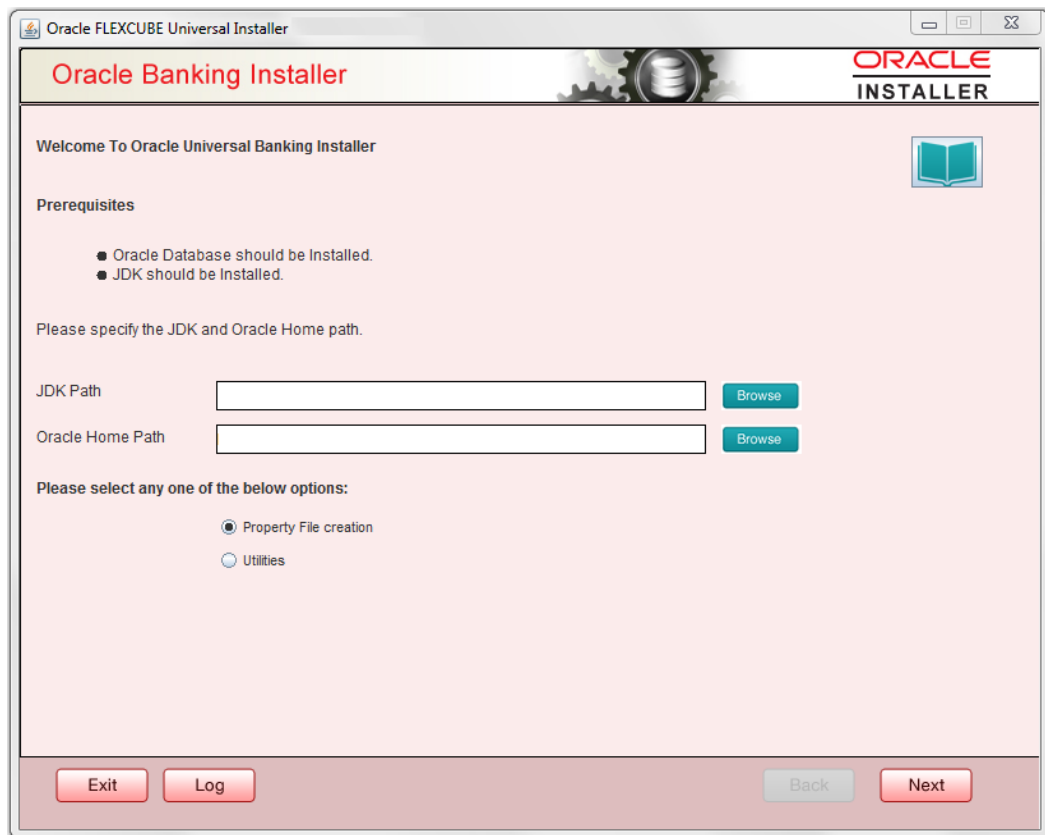 Oracle FLEXCUBE Universal Installer
Oracle Banking Installer
ORACLE
INSTALLER
Welcome To Oracle Universal Banking Installer
Prerequisites
Oracle Database should be Installed.
JDK should be Installed.
Please specify the JDK and Oracle Home path.
JDK Path
Browse
Oracle Home Path
Browse
Please select any one of the below options:
Property File creation
Utilities
Exit
Log
Back
Next